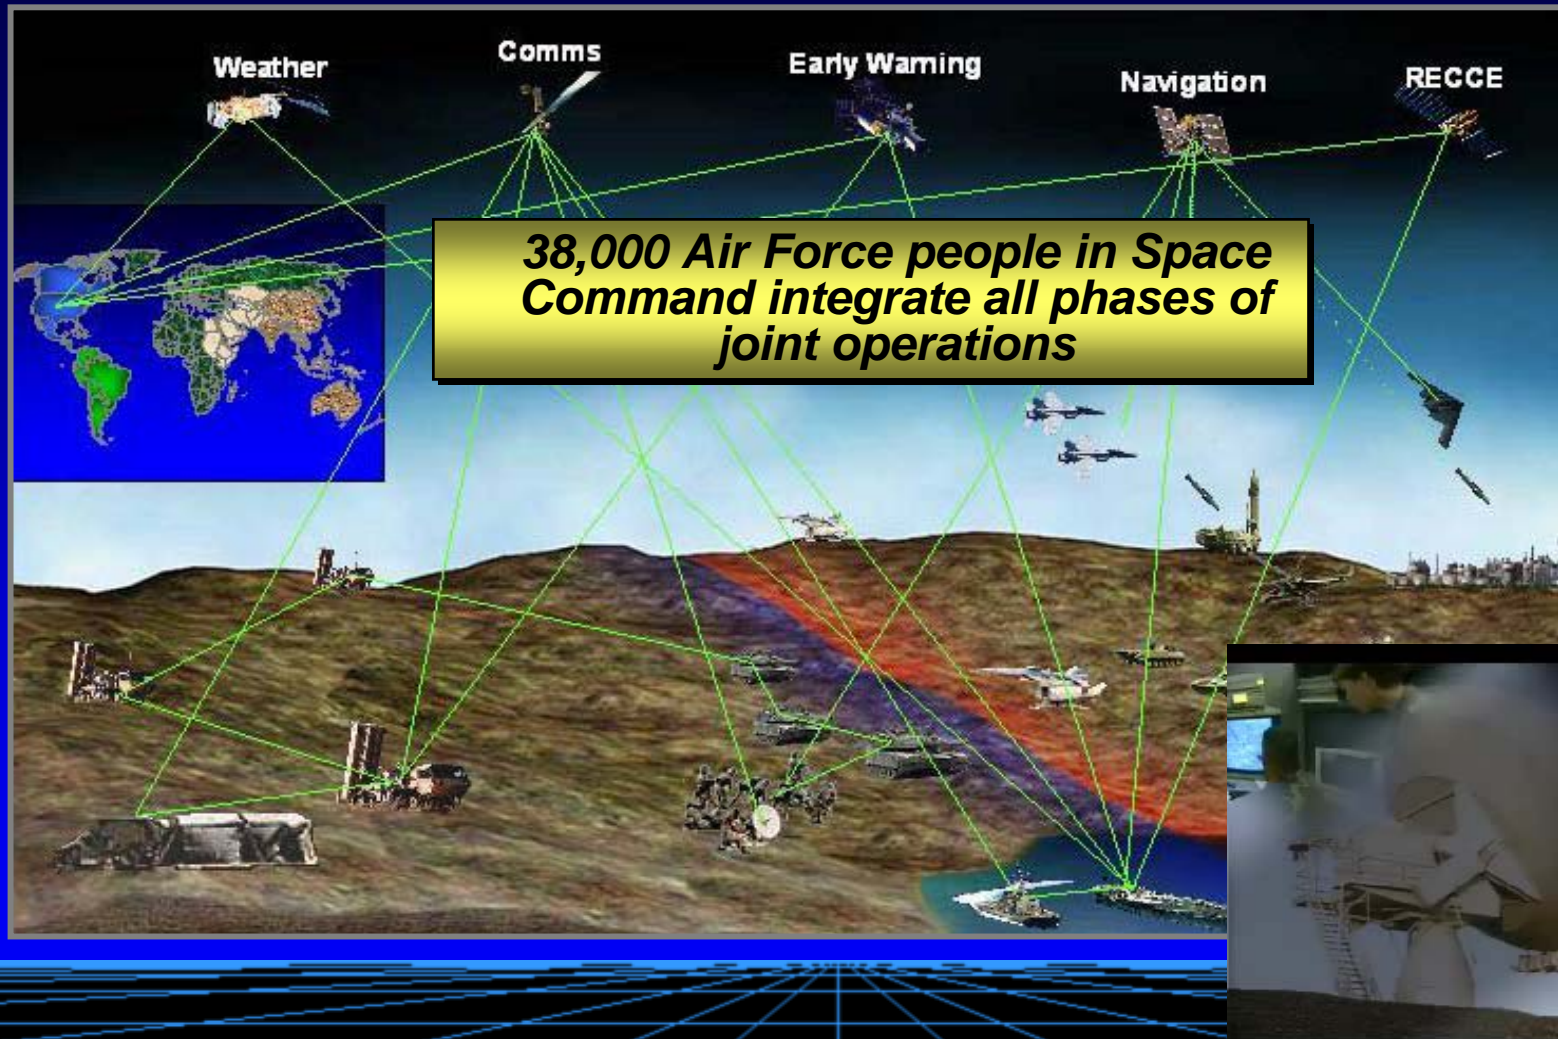 Weather
Comms
Early Warning
Navigation
RECCE
38,000 Air Force people in Space
Command integrate all phases of
joint operations